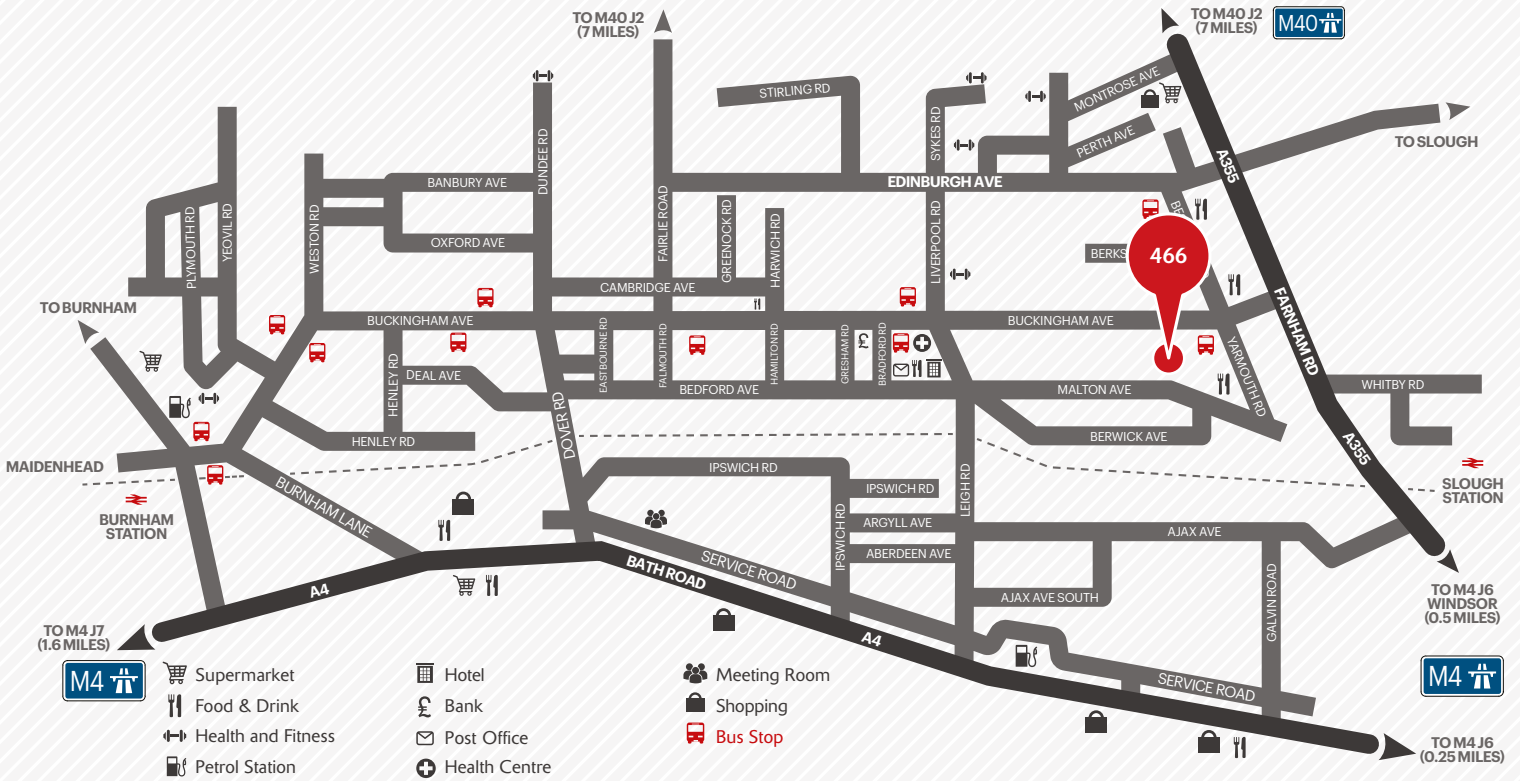 TO M40 J2
(7 MILES)
TO M40 J2
(7 MILES)
M40
MONTROSE AVE
STIRLING RD
SYKES RD
PERTH AVE
TO SLOUGH
A355
DUNDEE RD
BANBURY AVE
EDINBURGH AVE
PLYMOUTH RD
YEOVIL RD
WESTON RD
OXFORD AVE
FAIRLIE ROAD
GREENOCK RD
HARWICH RD
LIVERPOOL RD
466
CAMBRIDGE AVE
TO BURNHAM
BUCKINGHAM AVE
BUCKINGHAM AVE
FARNHAM RD
HENLEY RD
DEAL AVE
EASTBOURNE RD
FALMOUTH RD
HAMILTON RD
GRESHAM RD
BRADFORD RD
YARMOUTH RD
BEDFORD AVE
MALTON AVE
WHITBY RD
HENLEY RD
DOVER RD
BERWICK AVE
A355
MAIDENHEAD
IPSWICH RD
IPSWICH RD
LEIGH RD
SLOUGH
STATION
BURNHAM
STATION
BURNHAM LANE
IPSWICH RD
ARGYLL AVE
AJAX AVE
ABERDEEN AVE
SERVICE ROAD
BATH ROAD
A4
AJAX AVE SOUTH
GALVIN ROAD
TO M4 J6
WINDSOR
(0.5 MILES)
TO M4 J7
(1.6 MILES)
A4
M4
M4
SERVICE ROAD
Supermarket
Food & Drink
Health and Fitness
Petrol Station
Hotel
£ Bank
Post Office
Health Centre
Meeting Room
Shopping
Bus Stop
TO M4 J6
(0.25 MILES)